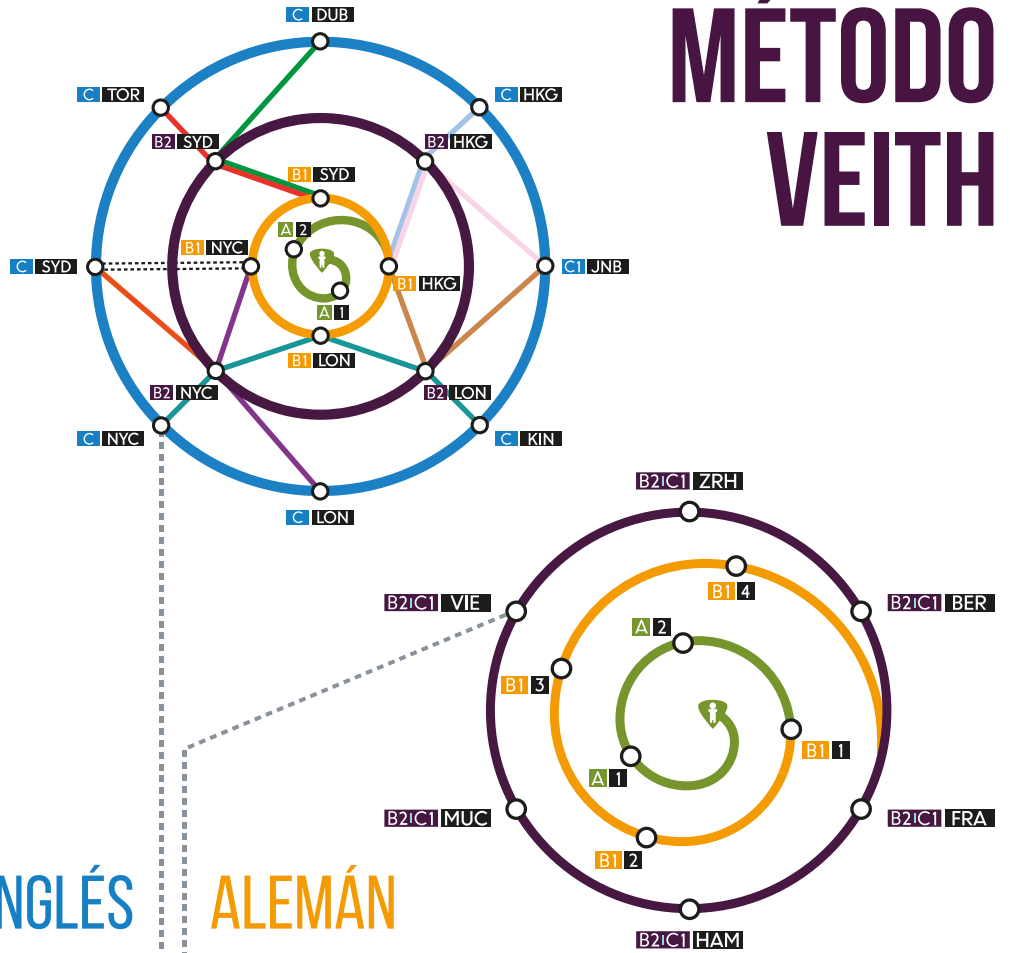 MÉTODO
VEITH
C DUB
C TOR
C HKG
B2 SYD
B2 HKG
B1 SYD
A 2
B1 NYC
C SYD
C1 JNB
B1 HKG
A 1
B1 LON
B2 NYC
B2 LON
C NYC
C KIN
C LON
B2|C1 ZRH
B1 4
B2|C1 VIE
B2|C1 BER
A 2
B1 3
B1 1
A 1
B2|C1 MUC
B2|C1 FRA
B1 2
NGLÉS
ALEMÁN
B2|C1 HAM